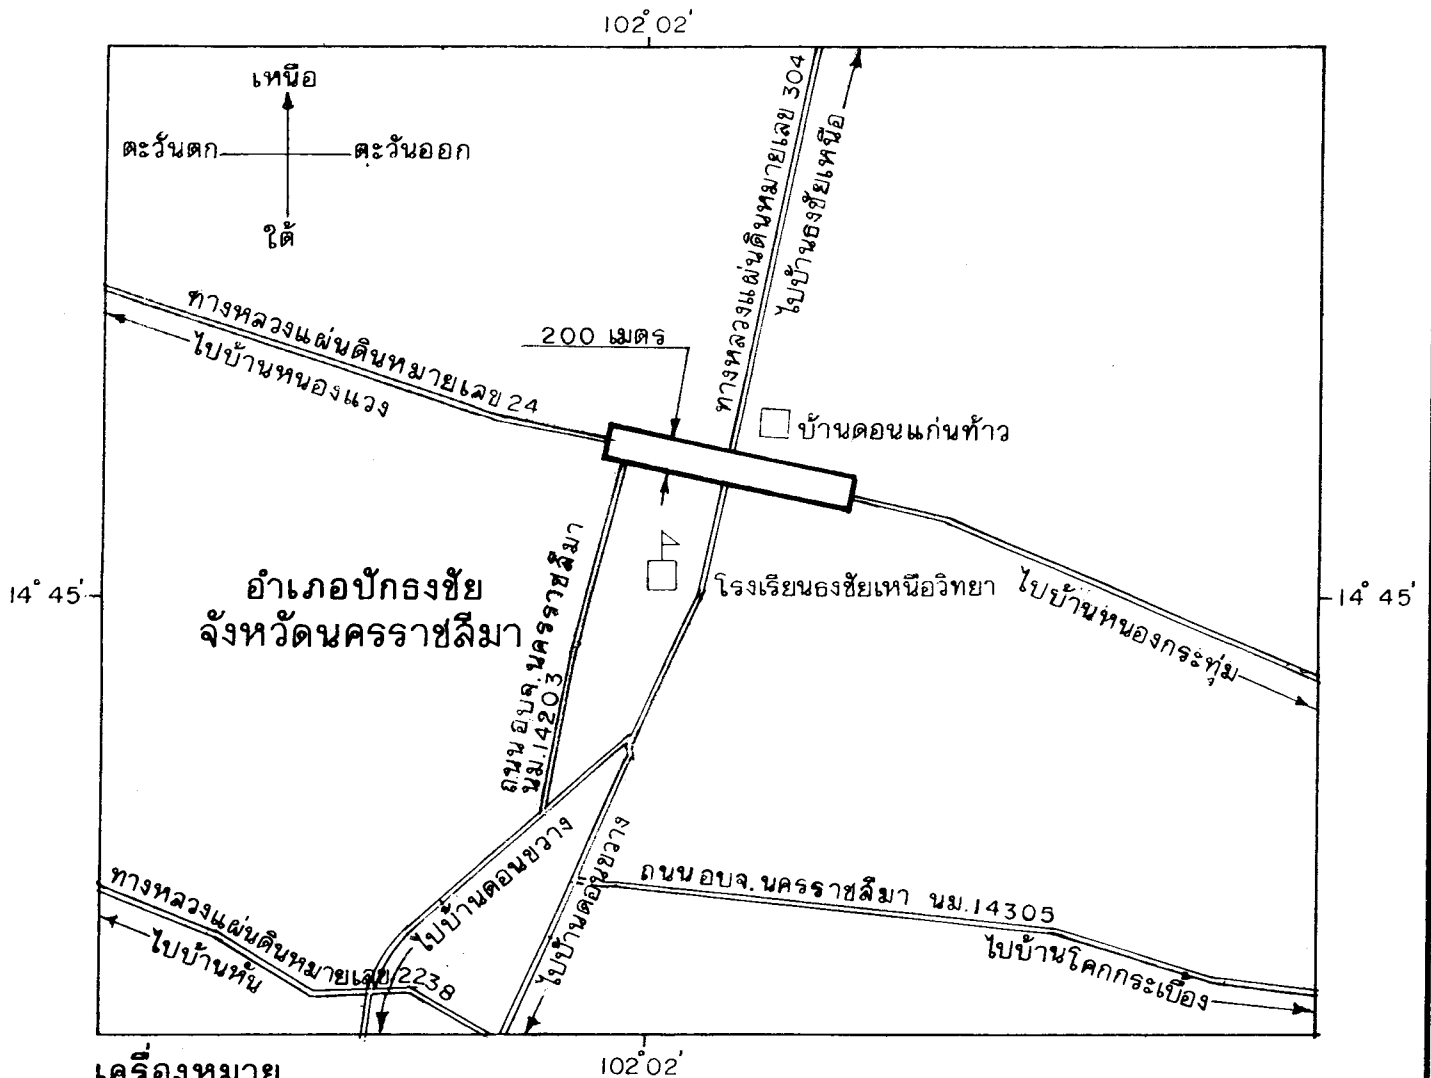 102°02'
เหนือ
ตะวันตก
ตะวันออก
ใต้
ทางหลวงแผ่นดินหมายเลข 304
ไปบ้านธงชัยเหนือ
ทางหลวงแผ่นดินหมายเลข 24
ไปบ้านหนองแวง
200 เมตร
บ้านดอนแก่นท้าว
14° 45'
อำเภอปักธงชัย
จังหวัดนครราชสีมา
ถนน อบจ.นครราชสีมา
นม.14203
โรงเรียนธงชัยเหนือวิทยา
ไปบ้านหนองกระทุ่ม
14° 45'
ทางหลวงแผ่นดินหมายเลข 2238
ไปบ้านหัน
ไปบ้านดอนขวาง
ไปบ้านดอนขวาง
ถนน อบจ.นครราชสีมา นม.14305
ไปบ้านโคกกระเบื้อง
102°02'
เครื่องหมาย